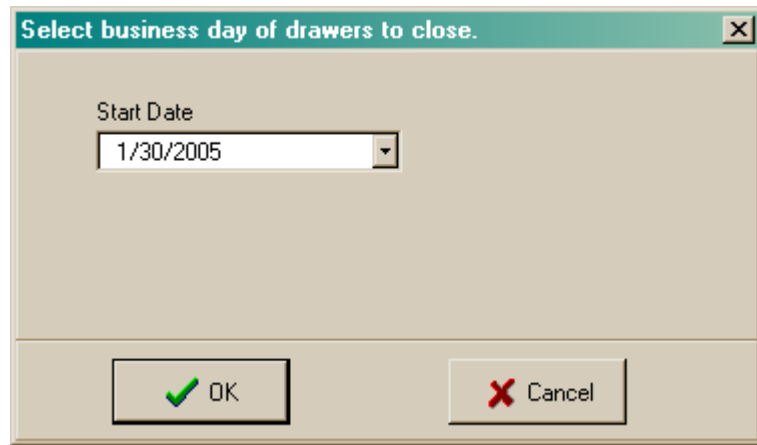 Select business day of drawers to close.
Start Date
1/30/2005
OK
Cancel